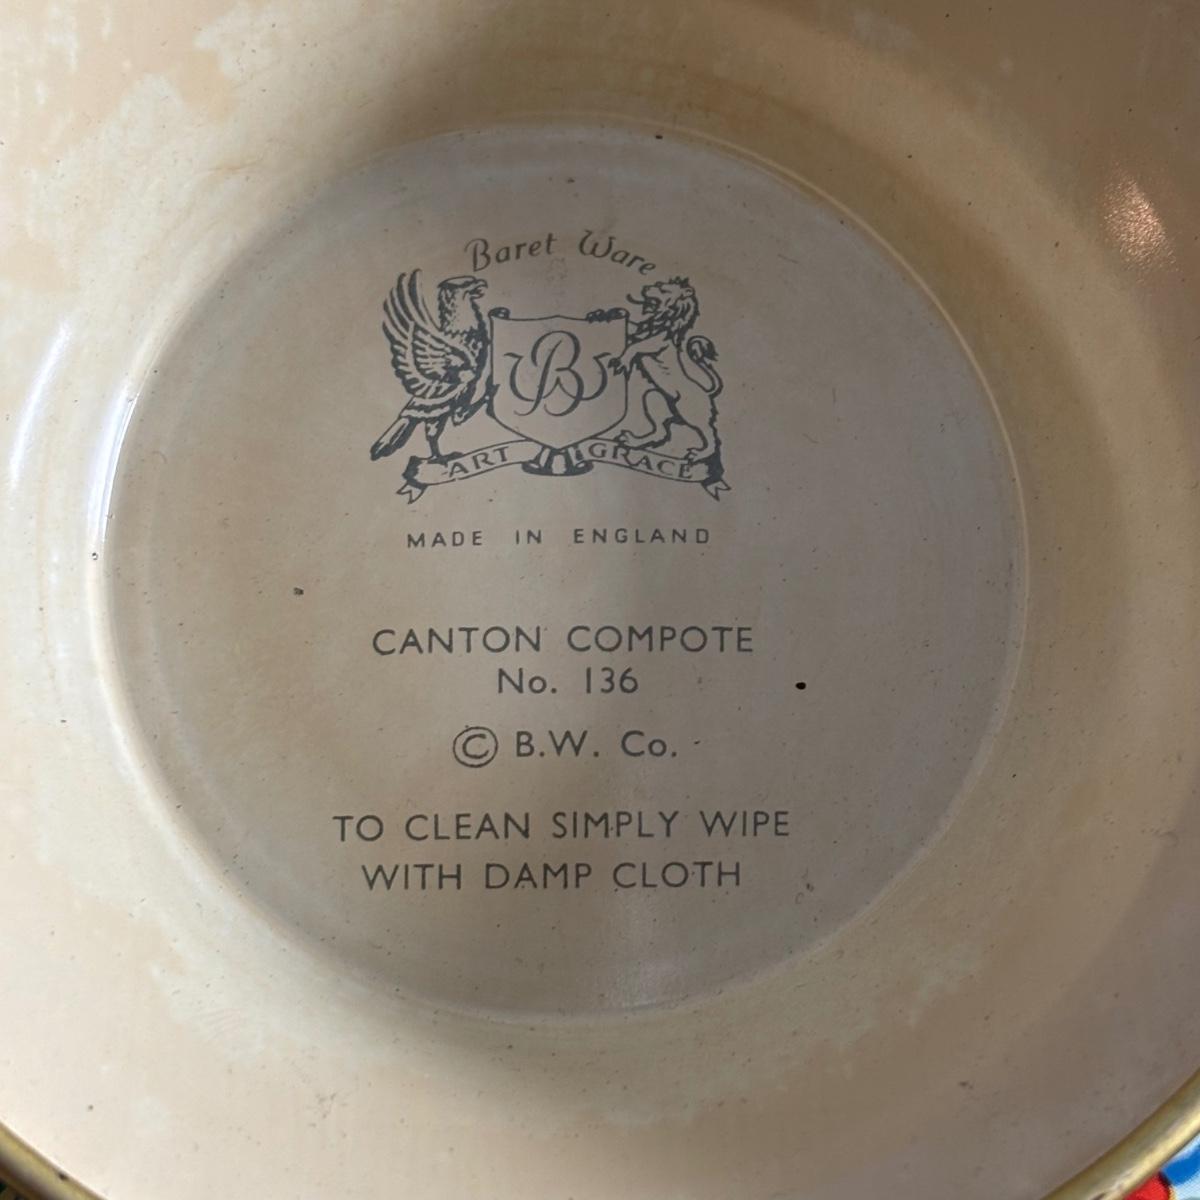 Baret Ware
B
ART GRACE
MADE IN ENGLAND
CANTON COMPOTE
No. 136
© B.W. Co.
TO CLEAN SIMPLY WIPE
WITH DAMP CLOTH